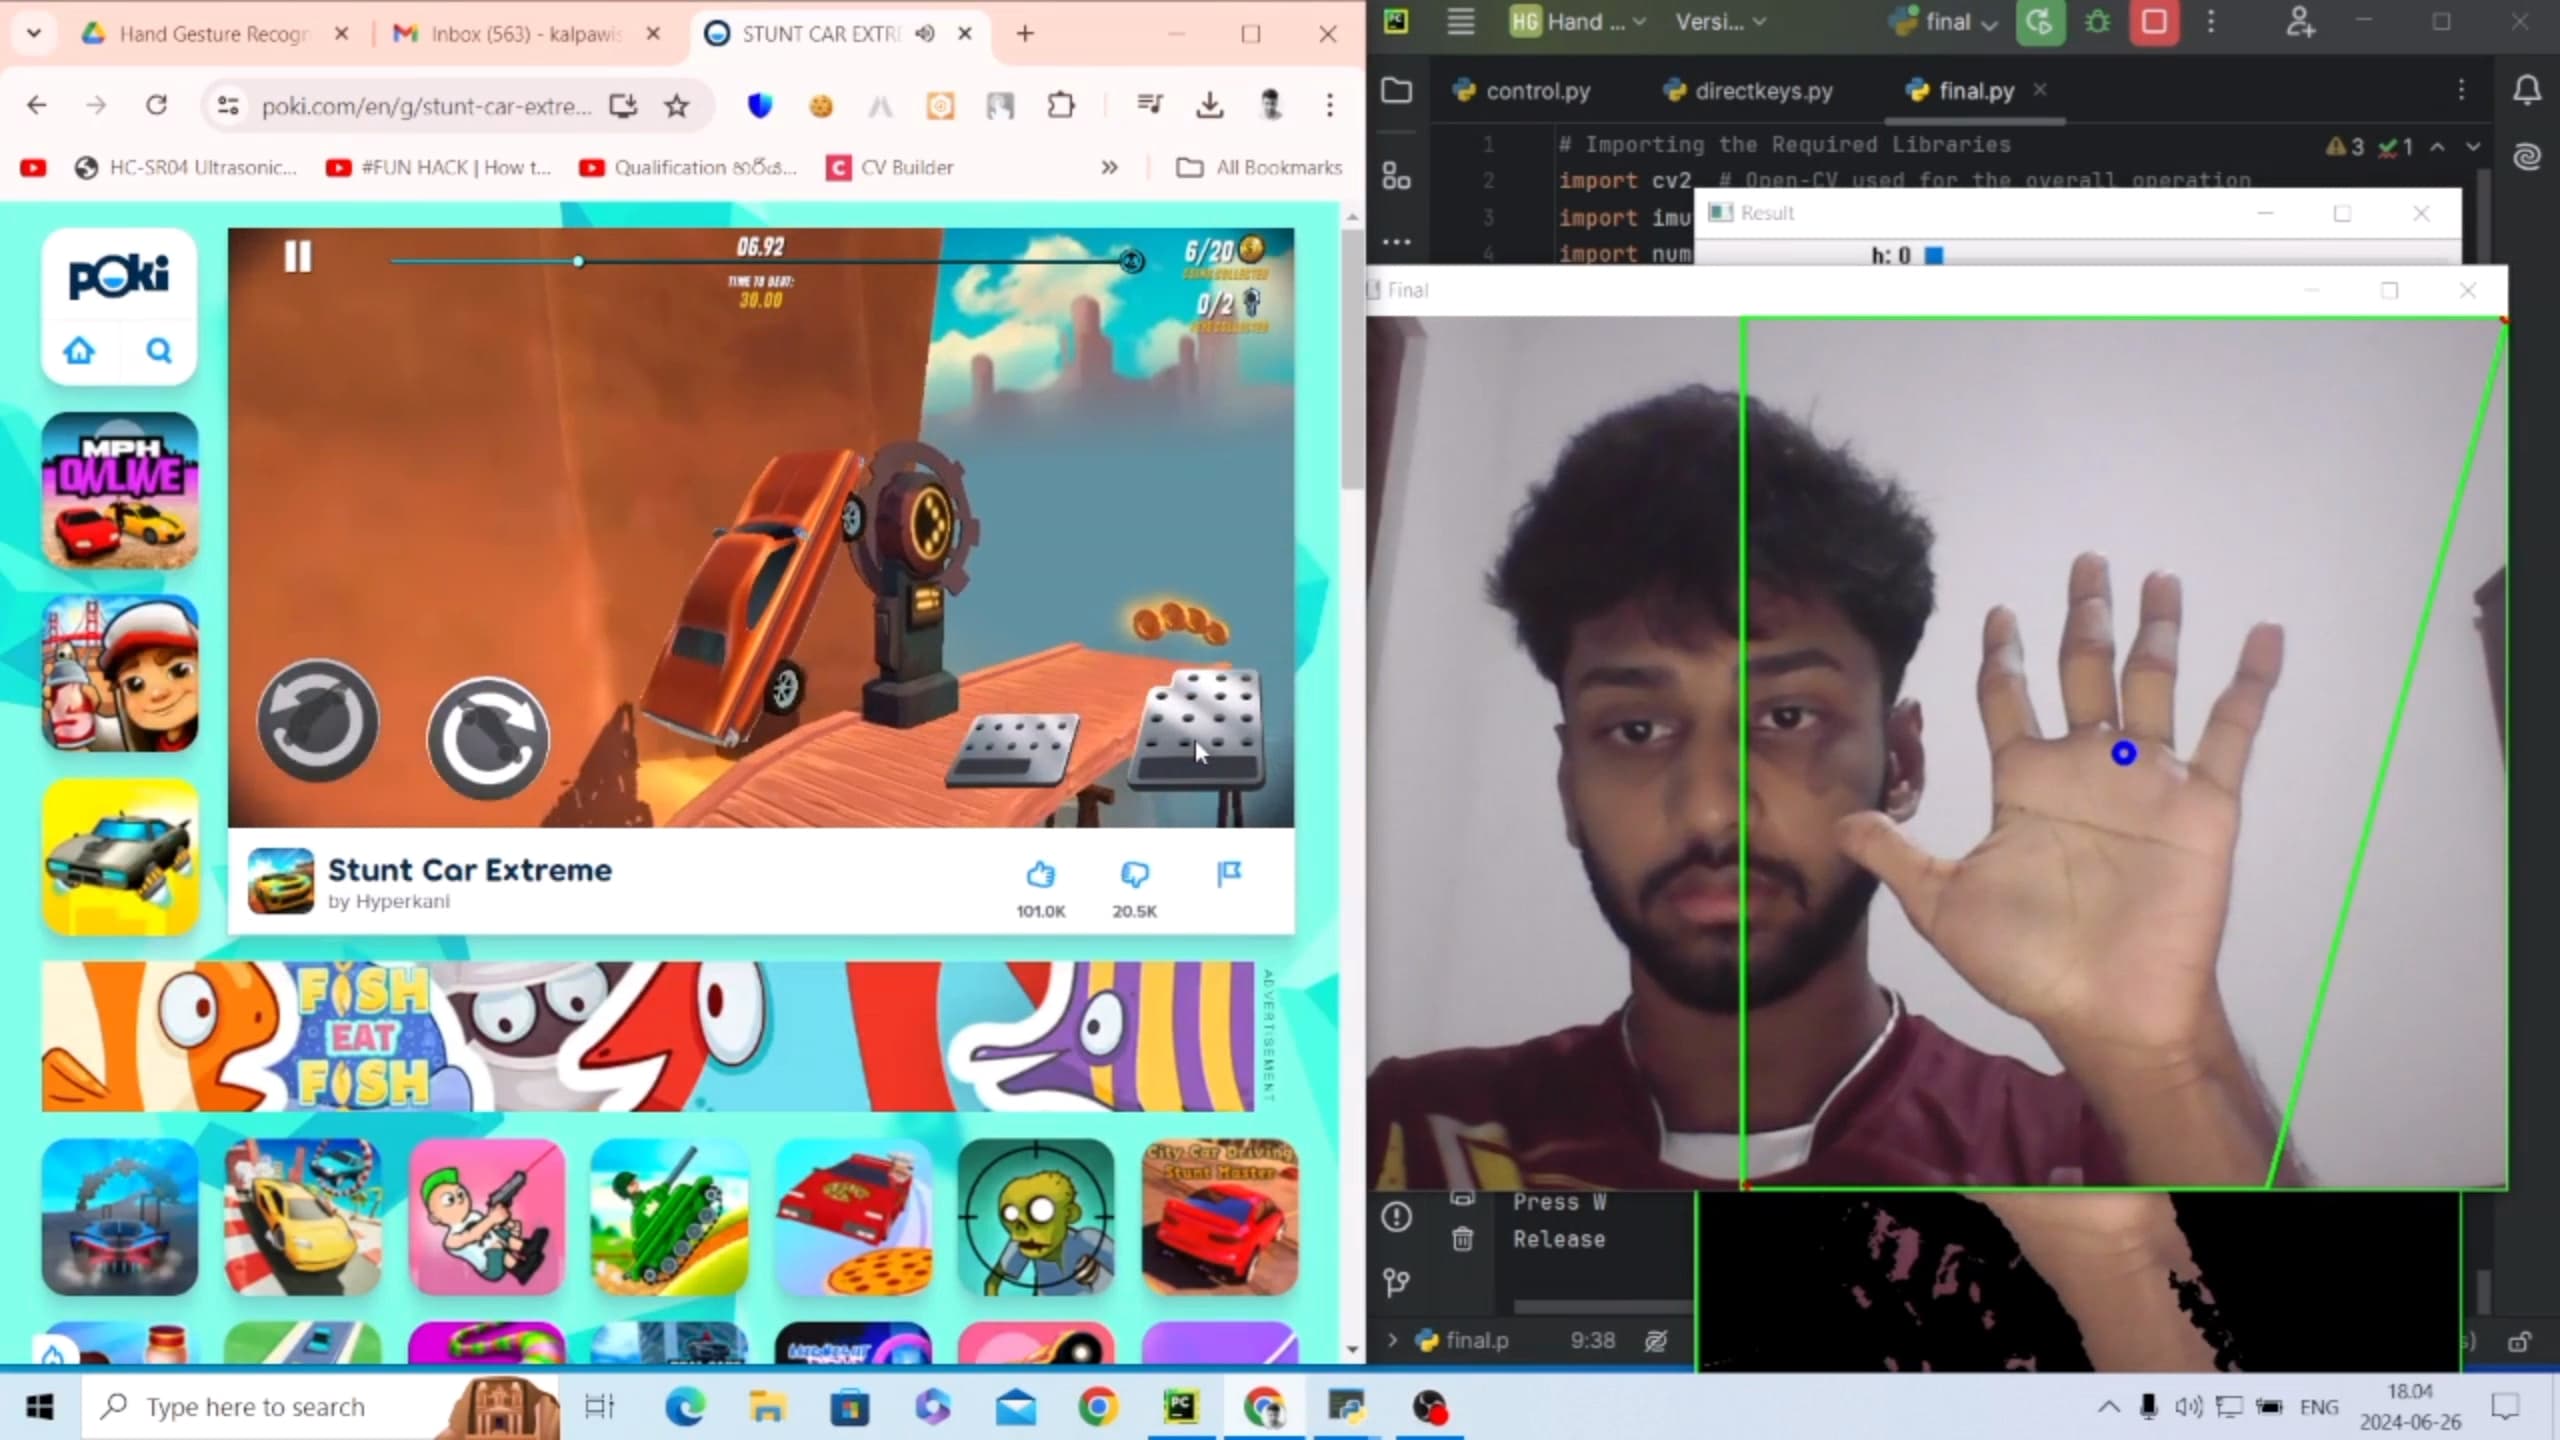 Hand Gesture Recogn
Inbox (563) - kalpawis
STUNT CAR EXTR
poki.com/en/g/stunt-car-extre...
HC-SR04 Ultrasonic...
#FUN HACK | How t...
Qualification
CV Builder
All Bookmarks
poki
06.92
TIME TO BEAT:
30.00
6/20
COINS COLLECTED
0/2
MPH
ONLINE
Stunt Car Extreme
by Hyperkani
101.0K
20.5K
FISH
EAT
FISH
ADVERTISEMENT
City Car Driving
Stunt Master
HG Hand ...
Versi...
final
control.py
directkeys.py
final.py
1 # Importing the Required Libraries
3 1
2 import cv2 # Open-CV used for the overall operation
3 import imu
4 import num
Result
h: 0
Final
Press W
Release
final.p
9:38
Type here to search
PC
ENG
18.04
2024-06-26